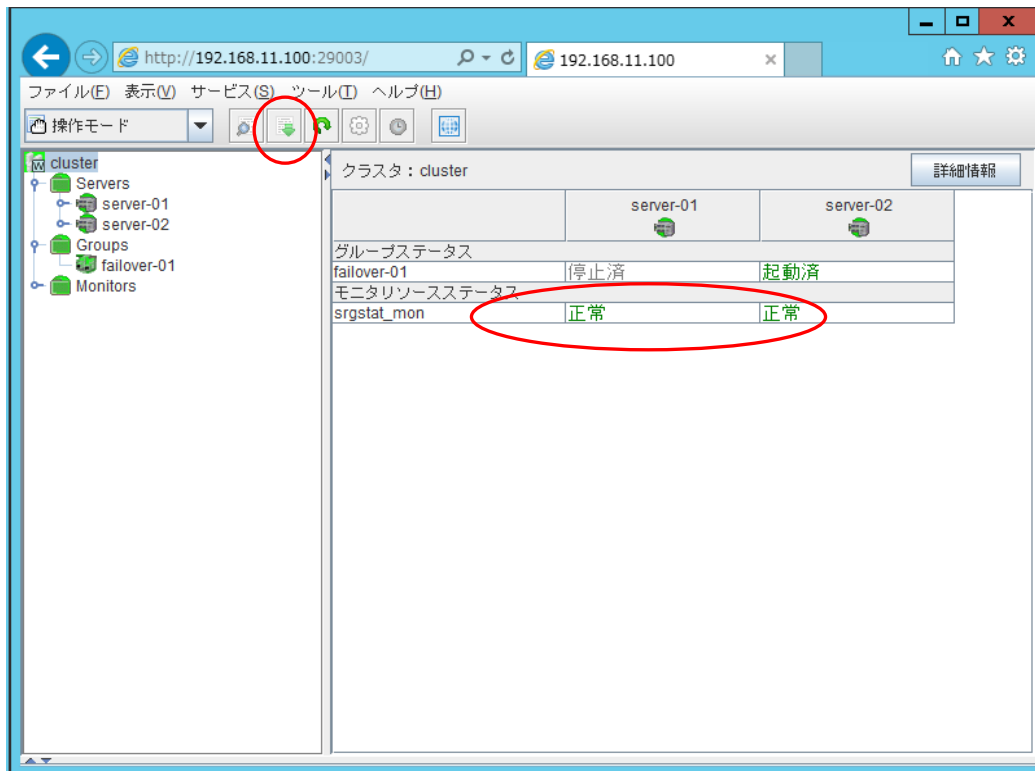 http://192.168.11.100:29003/
192.168.11.100
ファイル(F) 表示(V) サービス(S) ツール(T) ヘルプ(H)
操作モード
cluster
Servers
server-01
server-02
Groups
failover-01
Monitors
クラスタ : cluster
詳細情報
server-01 server-02
グループステータス
failover-01 停止済 起動済
モニタリソースステータス
srgstat_mon 正常 正常